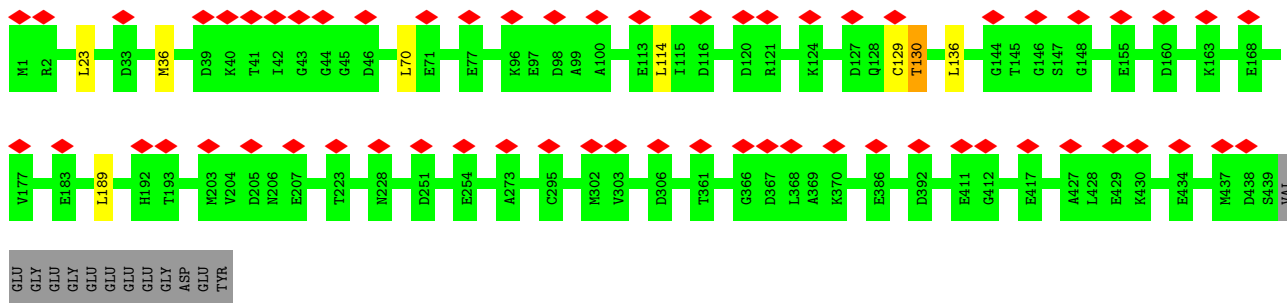 M1 R2 L23 D33 M36 D39 K40 T41 I42 G43 G44 G45 D46 L70 E71 E77 K96 E97 D98 A99 A100 E113 L114 I115 D116 D120 R121 K124 D127 Q128 C129 T130 L136 G144 T145 G146 S147 G148 E155 D160 K163 E168
V177 E183 L189 H192 T193 M203 V204 D205 N206 E207 T223 N228 D251 E254 A273 C295 M302 V303 D306 T361 G366 D367 L368 A369 K370 E386 D392 E411 G412 E417 A427 L428 E429 K430 E434 M437 D438 S439 VAL
GLU GLY GLU GLY GLU GLU GLU GLU GLY ASP GLU TYR